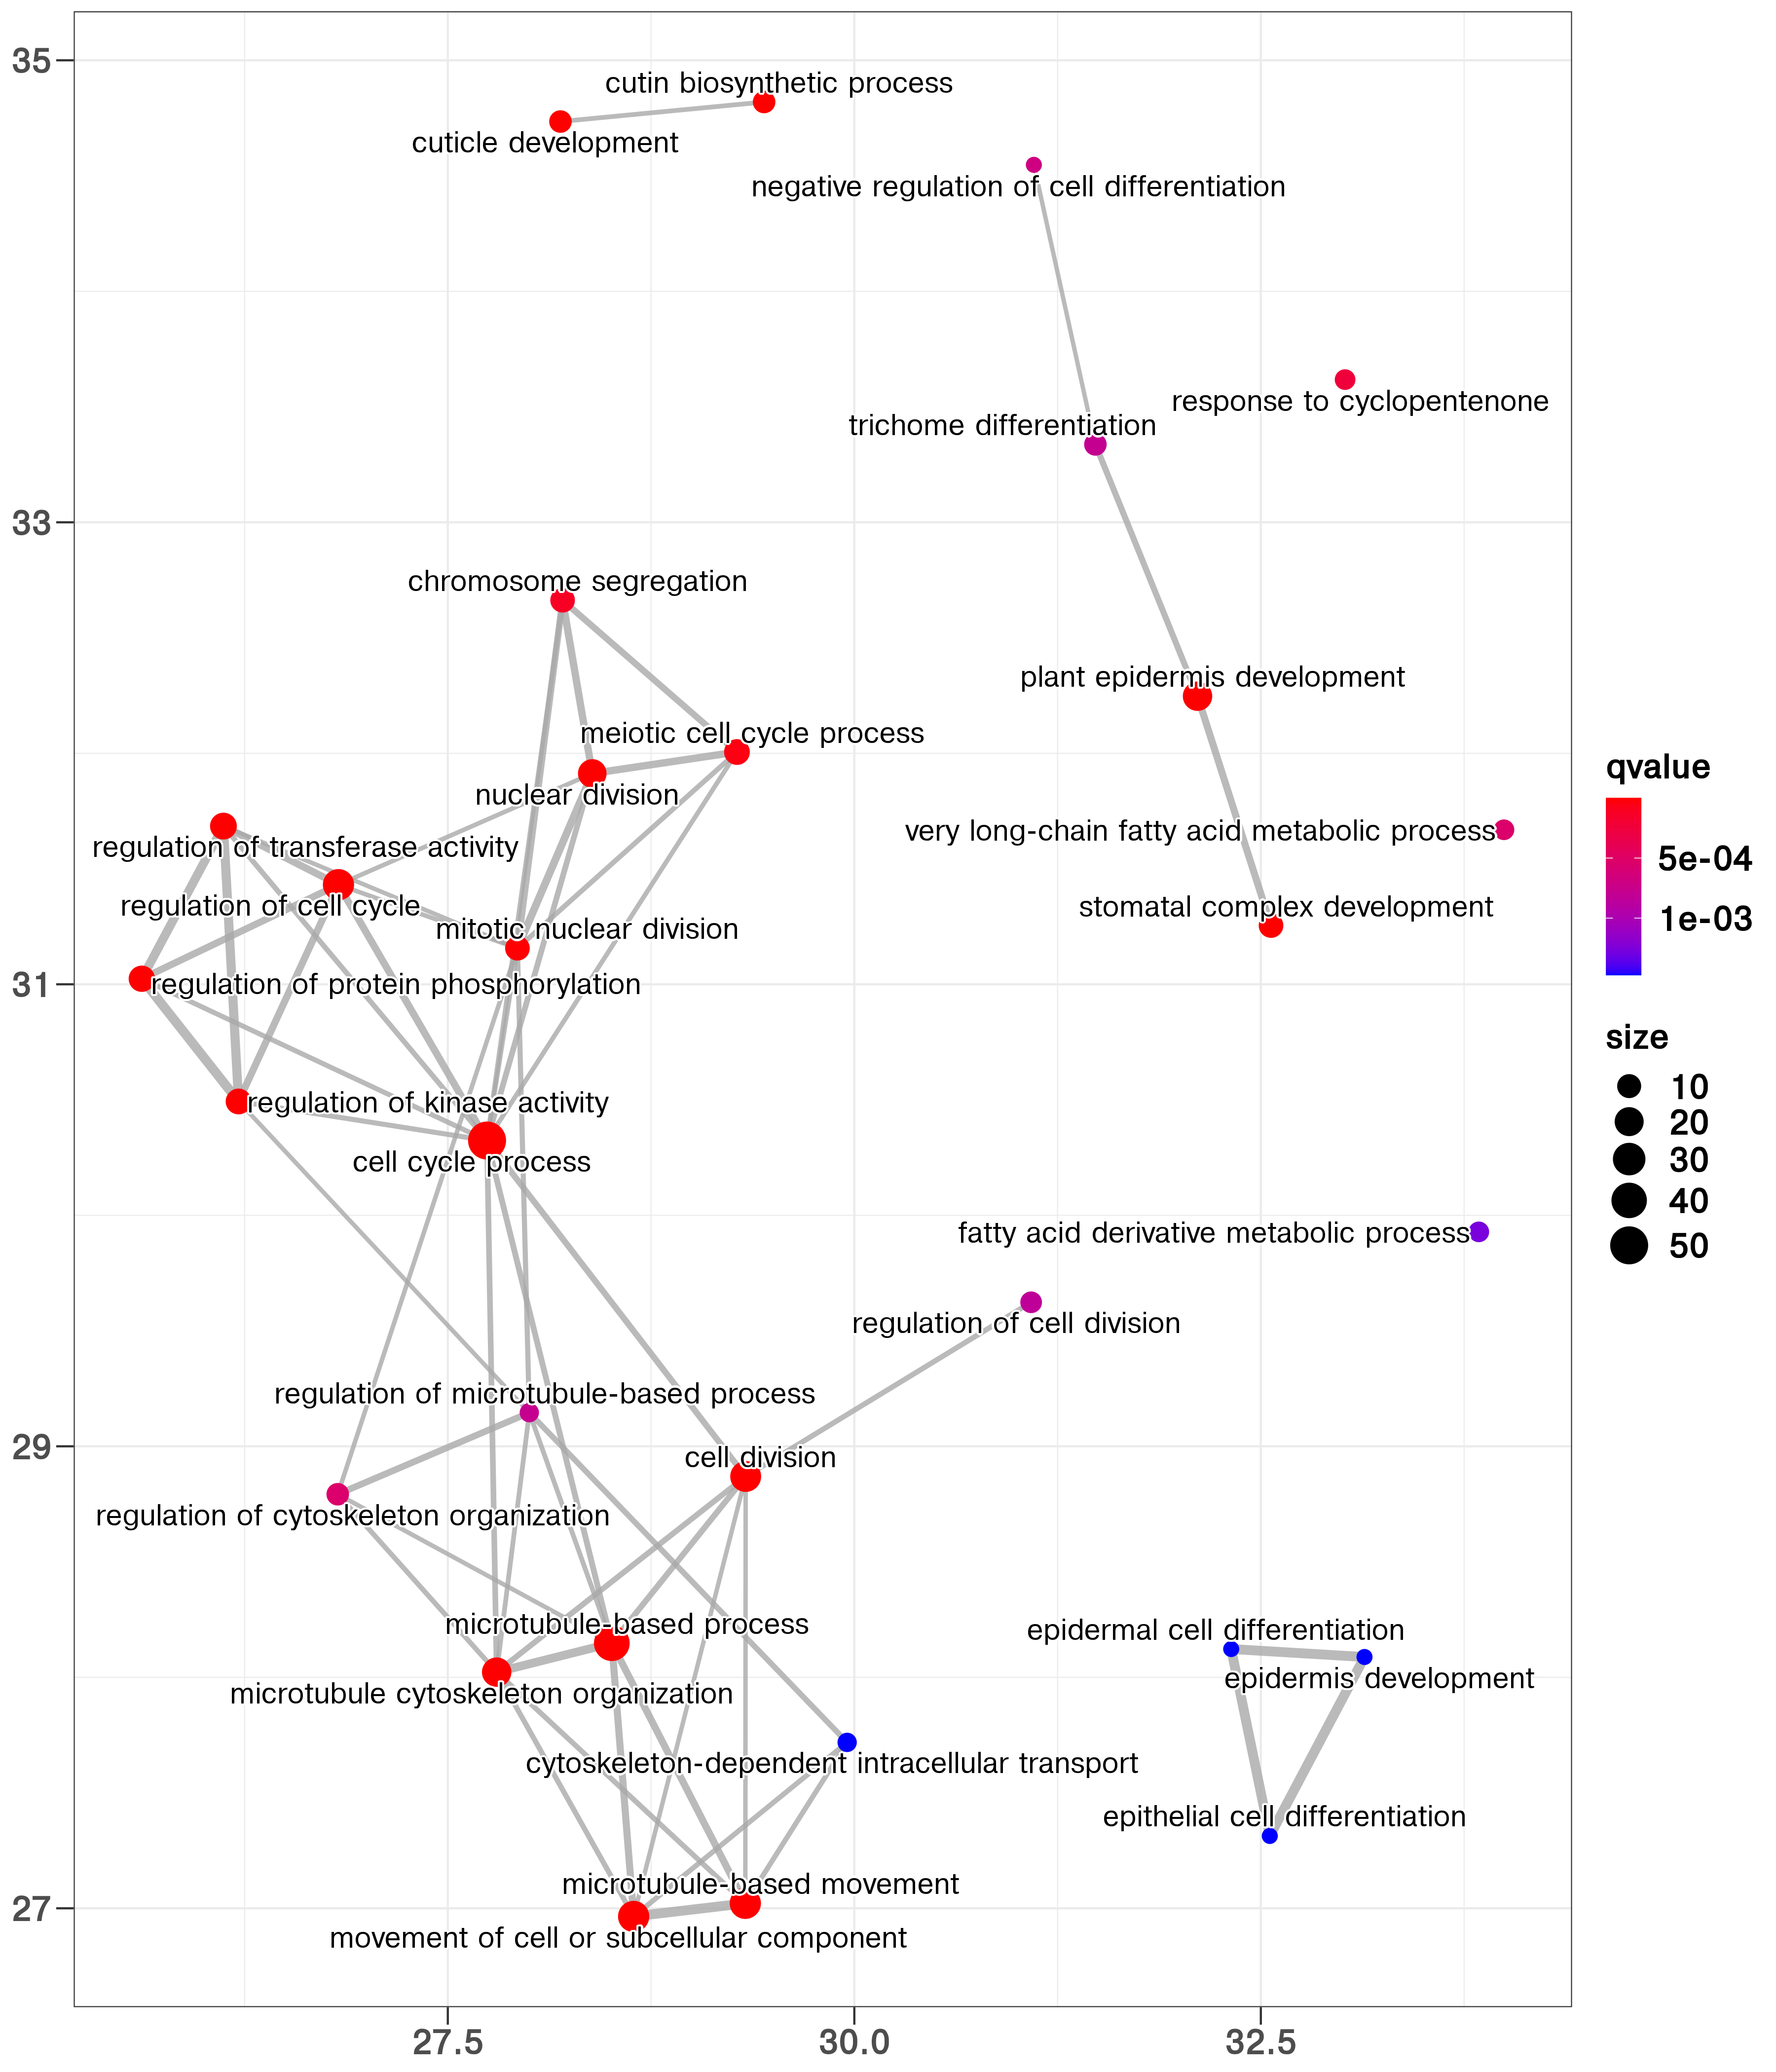 35
cutin biosynthetic process
cuticle development
negative regulation of cell differentiation
response to cyclopentenone
trichome differentiation
33
chromosome segregation
plant epidermis development
meiotic cell cycle process
nuclear division
very long-chain fatty acid metabolic process
regulation of transferase activity
regulation of cell cycle
stomatal complex development
mitotic nuclear division
31
regulation of protein phosphorylation
regulation of kinase activity
cell cycle process
fatty acid derivative metabolic process
regulation of cell division
regulation of microtubule-based process
29
cell division
regulation of cytoskeleton organization
microtubule-based process
epidermal cell differentiation
epidermis development
microtubule cytoskeleton organization
cytoskeleton-dependent intracellular transport
epithelial cell differentiation
microtubule-based movement
27
movement of cell or subcellular component
27.5
30.0
32.5
qvalue
5e-04
1e-03
size
10
20
30
40
50